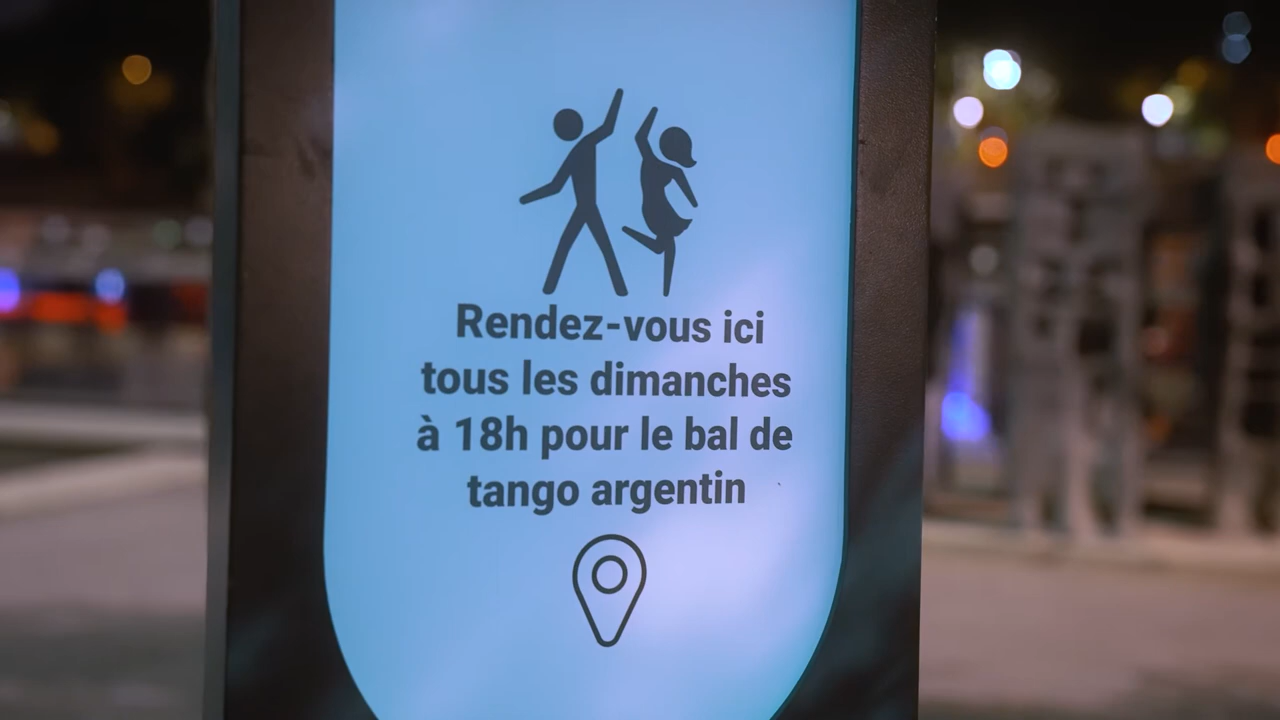 Rendez-vous ici
tous les dimanches
à 18h pour le bal de
tango argentin